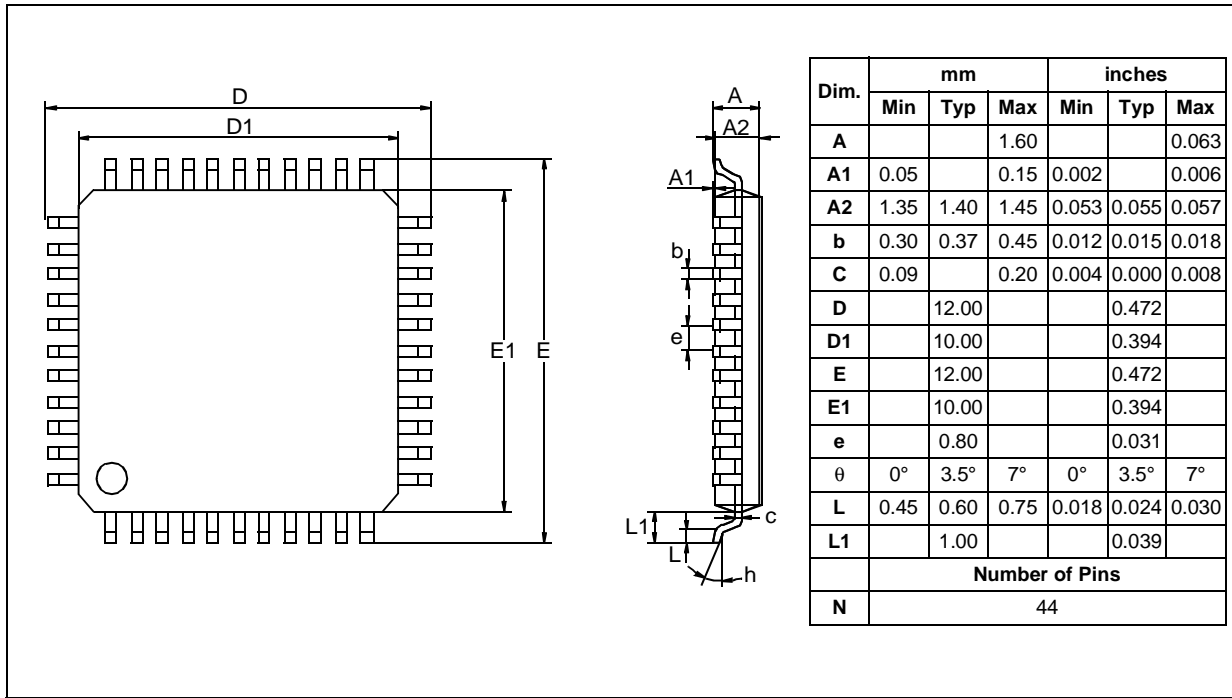 D
D1
E1 E
A
A2
A1
b
e
c
L1
L
h
Dim. mm inches
Min Typ Max Min Typ Max
A 1.60 0.063
A1 0.05 0.15 0.002 0.006
A2 1.35 1.40 1.45 0.053 0.055 0.057
b 0.30 0.37 0.45 0.012 0.015 0.018
C 0.09 0.20 0.004 0.000 0.008
D 12.00 0.472
D1 10.00 0.394
E 12.00 0.472
E1 10.00 0.394
e 0.80 0.031
θ 0° 3.5° 7° 0° 3.5° 7°
L 0.45 0.60 0.75 0.018 0.024 0.030
L1 1.00 0.039
Number of Pins
N 44